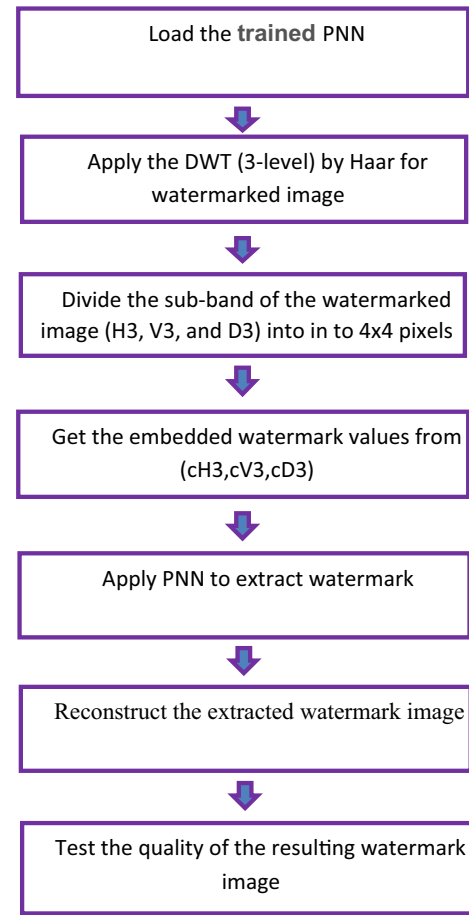 Load the trained PNN
Apply the DWT (3-level) by Haar for
watermarked image
Divide the sub-band of the watermarked
image (H3, V3, and D3) into in to 4x4 pixels
Get the embedded watermark values from
(cH3,cV3,cD3)
Apply PNN to extract watermark
Reconstruct the extracted watermark image
Test the quality of the resulting watermark
image